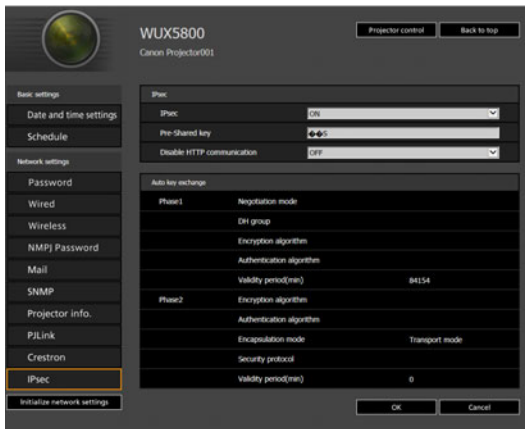 WUX5800
Projector control
Back to top
Canon Projector001
Basic settings
Date and time settings
Schedule
Network settings
Password
Wired
Wireless
NMPJ Password
Mail
SNMP
Projector info.
PJLink
Crestron
IPsec
Initialize network settings
IPsec
IPsec ON
Pre-Shared key ��S
Disable HTTP communication OFF
Auto key exchange
Phase1 Negotiation mode
DH group
Encryption algorithm
Authentication algorithm
Validity period(min) 84154
Phase2 Encryption algorithm
Authentication algorithm
Encapsulation mode Transport mode
Security protocol
Validity period(min) 0
OK Cancel